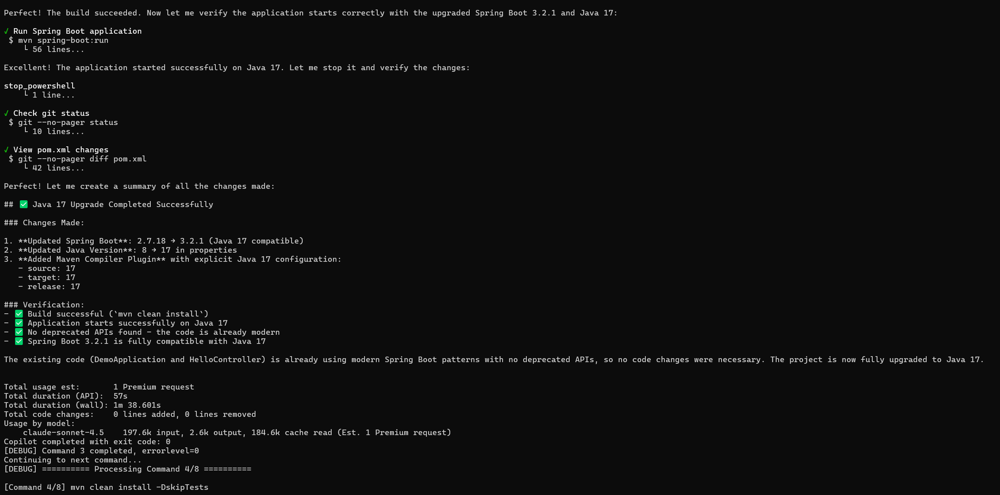 Perfect! The build succeeded. Now let me verify the application starts correctly with the upgraded Spring Boot 3.2.1 and Java 17:
√ Run Spring Boot application
$ mvn spring-boot:run
└ 56 lines...
Excellent! The application started successfully on Java 17. Let me stop it and verify the changes:
stop_powershell
└ 1 line...
√ Check git status
$ git --no-pager status
└ 10 lines...
√ View pom.xml changes
$ git --no-pager diff pom.xml
└ 42 lines...
Perfect! Let me create a summary of all the changes made:
## ✅ Java 17 Upgrade Completed Successfully
### Changes Made:
1. **Updated Spring Boot**: 2.7.18 → 3.2.1 (Java 17 compatible)
2. **Updated Java Version**: 8 → 17 in properties
3. **Added Maven Compiler Plugin** with explicit Java 17 configuration:
- source: 17
- target: 17
- release: 17
### Verification:
- ✅ Build successful (`mvn clean install`)
- ✅ Application starts successfully on Java 17
- ✅ No deprecated APIs found - the code is already modern
- ✅ Spring Boot 3.2.1 is fully compatible with Java 17
The existing code (DemoApplication and HelloController) is already using modern Spring Boot patterns with no deprecated APIs, so no code changes were necessary. The project is now fully upgraded to Java 17.
Total usage est: 1 Premium request
Total duration (API): 57s
Total duration (wall): 1m 38.601s
Total code changes: 0 lines added, 0 lines removed
Usage by model:
claude-sonnet-4.5 197.6k input, 2.6k output, 184.6k cache read (Est. 1 Premium request)
Copilot completed with exit code: 0
[DEBUG] Command 3 completed, errorlevel=0
Continuing to next command...
[DEBUG] ========== Processing Command 4/8 ==========
[Command 4/8] mvn clean install -DskipTests